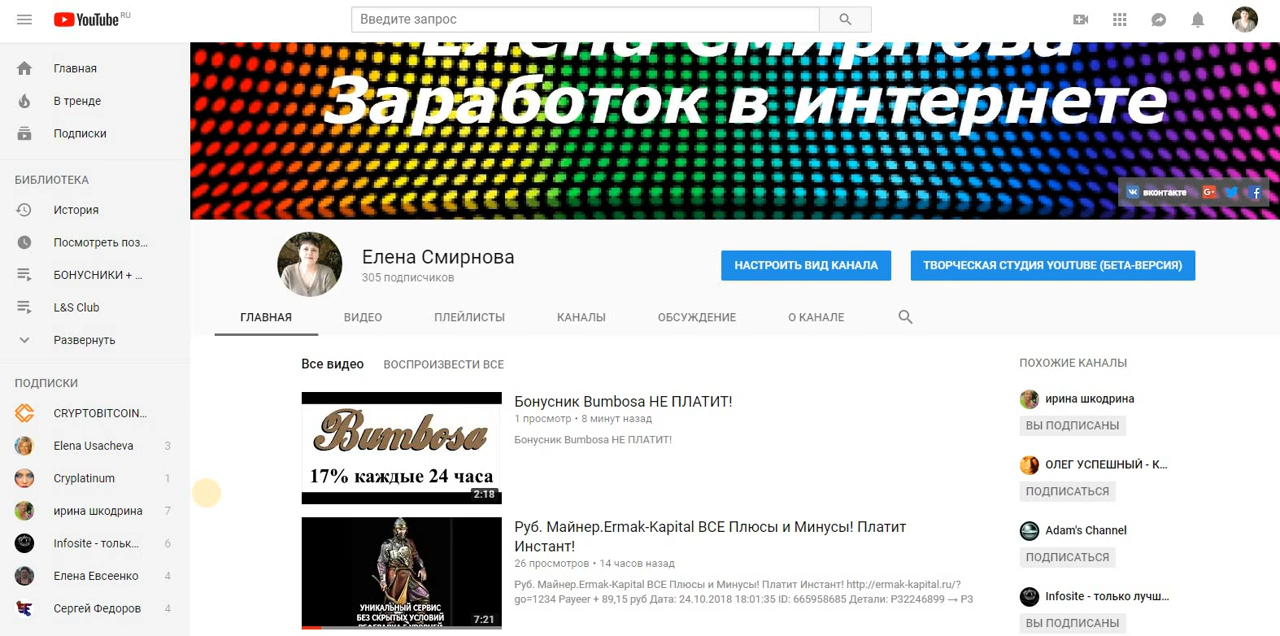 YouTube RU
Введите запрос
Главная
В тренде
Подписки
БИБЛИОТЕКА
История
Посмотреть поз...
БОНУСНИКИ + ...
L&S Club
Развернуть
ПОДПИСКИ
CRYPTOBITCOIN...
Elena Usacheva 3
Cryplatinum 1
ирина шкодрина 7
Infosite - тольк... 6
Елена Евсеенко 4
Сергей Федоров 4
Елена Смирнова
Заработок в интернете
вконтакте
Елена Смирнова
305 подписчиков
НАСТРОИТЬ ВИД КАНАЛА
ТВОРЧЕСКАЯ СТУДИЯ YOUTUBE (БЕТА-ВЕРСИЯ)
ГЛАВНАЯ ВИДЕО ПЛЕЙЛИСТЫ КАНАЛЫ ОБСУЖДЕНИЕ О КАНАЛЕ
Все видео ВОСПРОИЗВЕСТИ ВСЕ
Bumbosa
17% каждые 24 часа
2:18
Бонусник Bumbosa НЕ ПЛАТИТ!
1 просмотр • 8 минут назад
Бонусник Bumbosa НЕ ПЛАТИТ!
УНИКАЛЬНЫЙ СЕРВИС
БЕЗ СКРЫТЫХ УСЛОВИЙ
7:21
Руб. Майнер.Ermak-Kapital ВСЕ Плюсы и Минусы! Платит
Инстант!
26 просмотров • 14 часов назад
Руб. Майнер.Ermak-Kapital ВСЕ Плюсы и Минусы! Платит Инстант! http://ermak-kapital.ru/?
go=1234 Payeer + 89,15 руб Дата: 24.10.2018 18:01:35 ID: 665958685 Детали: P32246899 → P3
ПОХОЖИЕ КАНАЛЫ
ирина шкодрина
ВЫ ПОДПИСАНЫ
ОЛЕГ УСПЕШНЫЙ - К...
ПОДПИСАТЬСЯ
Adam's Channel
ПОДПИСАТЬСЯ
Infosite - только лучш...
ВЫ ПОДПИСАНЫ